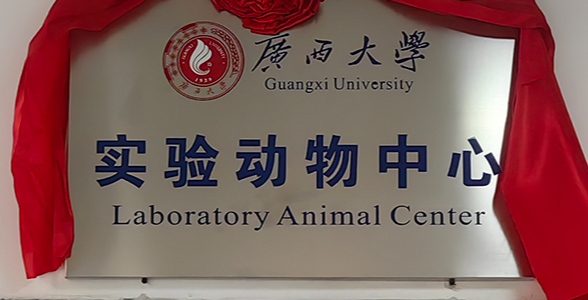 廣西大學
Guangxi University
实验动物中心
Laboratory Animal Center